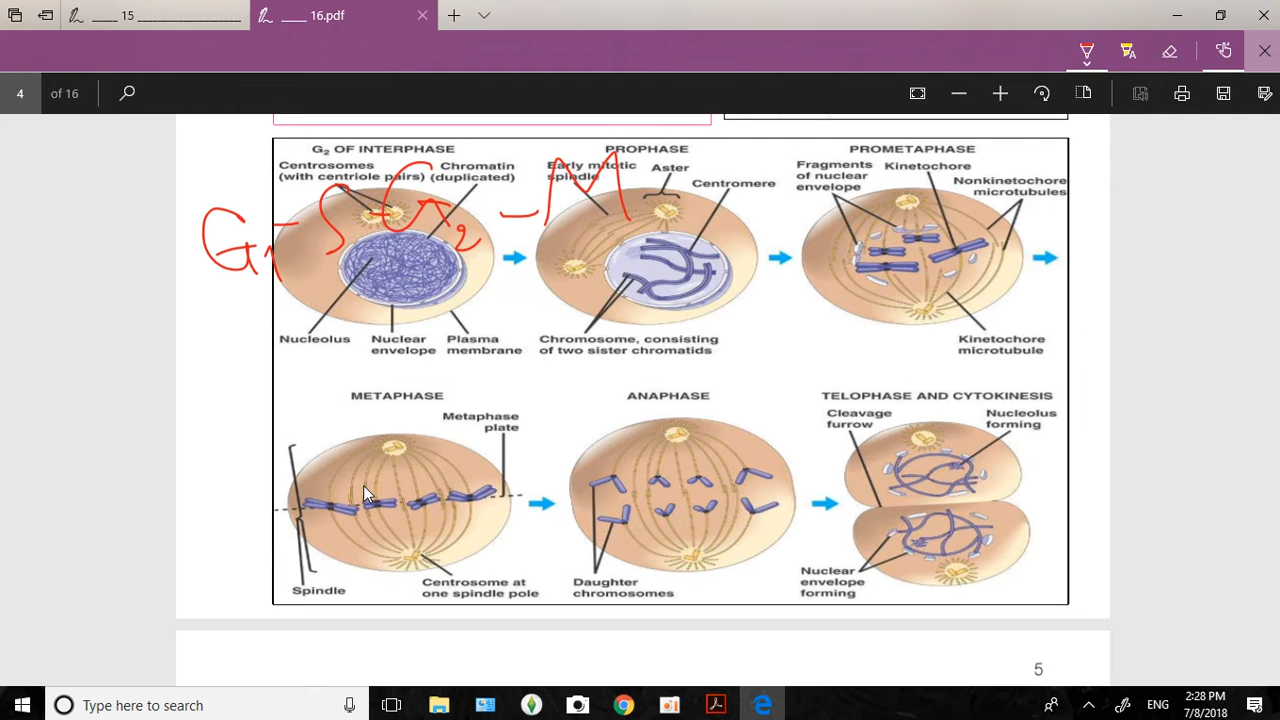 ____ 15 ____________________
____ 16.pdf
4 of 16
G₂ OF INTERPHASE
PROPHASE
PROMETAPHASE
Centrosomes
(with centriole pairs)
Chromatin
(duplicated)
Early mitotic
spindle
Aster
Centromere
Fragments
of nuclear
envelope
Kinetochore
Nonkinetochore
microtubules
G1 - S - G2 - M
Nucleolus
Nuclear
envelope
Plasma
membrane
Chromosome, consisting
of two sister chromatids
Kinetochore
microtubule
METAPHASE
ANAPHASE
TELOPHASE AND CYTOKINESIS
Metaphase
plate
Cleavage
furrow
Nucleolus
forming
Spindle
Centrosome at
one spindle pole
Daughter
chromosomes
Nuclear
envelope
forming
5
Type here to search
ENG
2:28 PM
7/8/2018